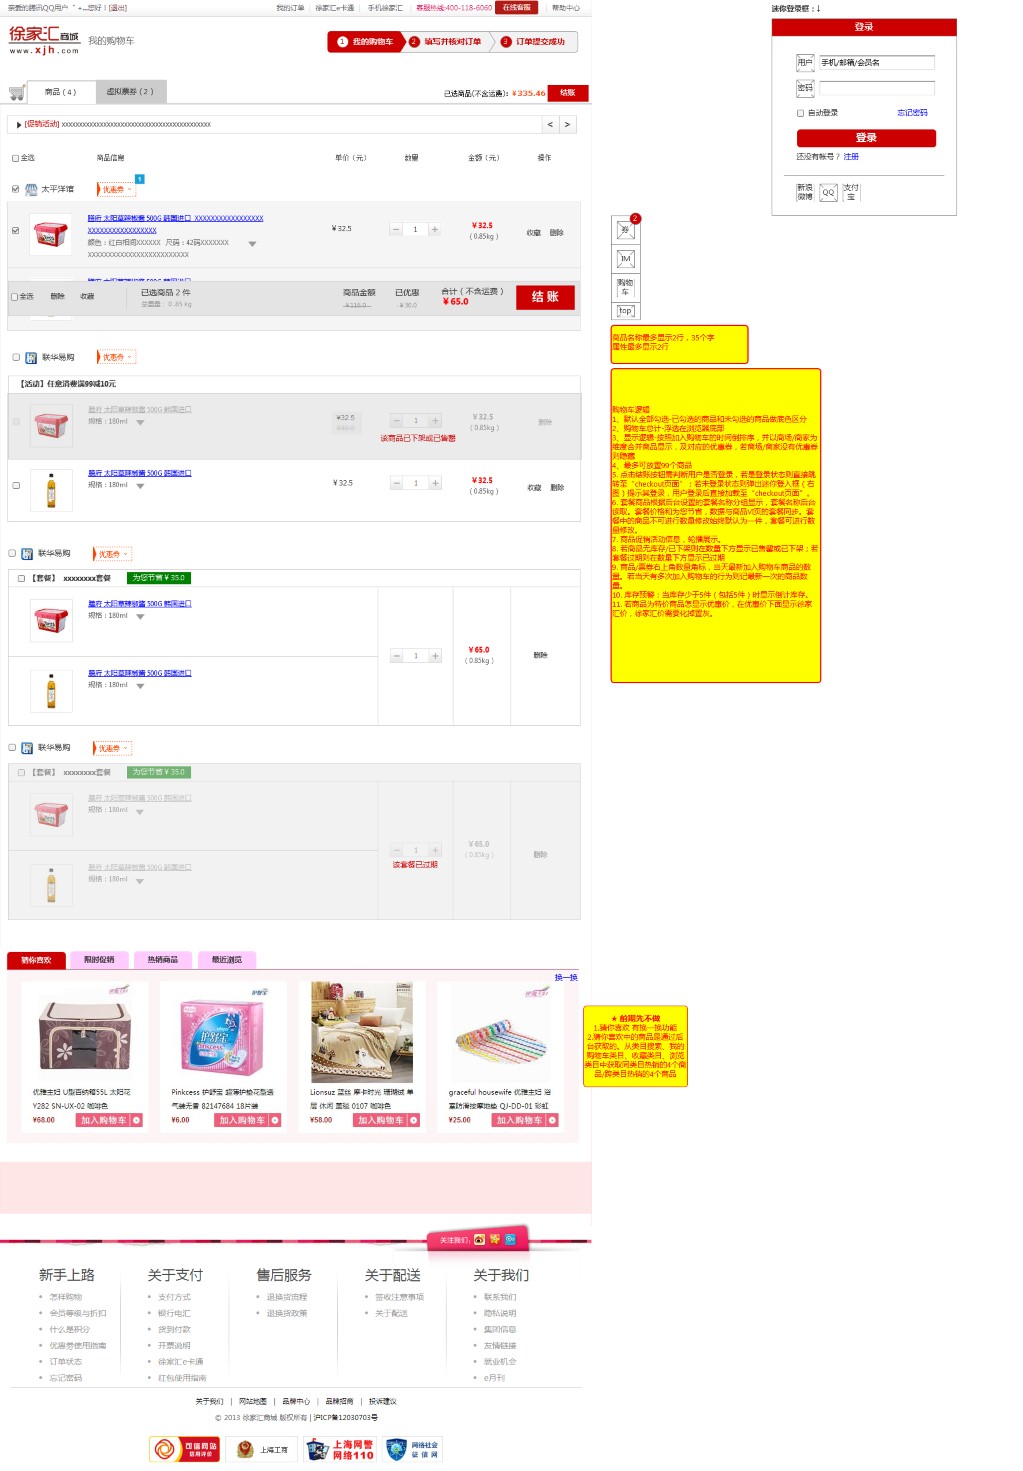 亲爱的腾讯QQ用户 ＂+...您好！[退出]
我的订单 | 徐家汇e卡通 | 手机徐家汇 | 客服热线:400-118-6060 在线客服 | 帮助中心
徐家汇商城
www.xjh.com
我的购物车
1 我的购物车 2 填写并核对订单 3 订单提交成功
商品（4）
虚拟票券（2）
已选商品(不含运费)：¥335.46 结账
[促销活动] xxxxxxxxxxxxxxxxxxxxxxxxxxxxxxxxxxxxxxxxxxx
< >
全选 商品信息 单价（元） 数量 金额（元） 操作
太平洋馆 优惠券 1
膳府 太阳草辣椒酱 500G 韩国进口 XXXXXXXXXXXXXXXXX
XXXXXXXXXXXXXXXXX
颜色：红白相间XXXXXX 尺码：42码XXXXXXX
XXXXXXXXXXXXXXXXXXXXXXXXX
¥32.5
1
¥32.5
( 0.85kg )
收藏 删除
全选 删除 收藏
已选商品 2 件
总重量：0.85 kg
商品金额 已优惠 合计（不含运费）
¥65.0
结 账
联华易购 优惠券
【活动】任意消费满99减10元
膳府 太阳草辣椒酱 500G 韩国进口
规格：180ml
¥32.5
1
该商品已下架或已售罄
¥32.5
( 0.85kg )
删除
膳府 太阳草辣椒酱 500G 韩国进口
规格：180ml
¥32.5
1
¥32.5
( 0.85kg )
收藏 删除
联华易购 优惠券
【套餐】 xxxxxxxx套餐 为您节省¥35.0
膳府 太阳草辣椒酱 500G 韩国进口
规格：180ml
膳府 太阳草辣椒酱 500G 韩国进口
规格：180ml
1
¥65.0
( 0.85kg )
删除
联华易购 优惠券
【套餐】 xxxxxxxx套餐 为您节省¥35.0
膳府 太阳草辣椒酱 500G 韩国进口
规格：180ml
膳府 太阳草辣椒酱 500G 韩国进口
规格：180ml
1
该套餐已过期
¥65.0
( 0.85kg )
删除
猜你喜欢 限时促销 热销商品 最近浏览
换一换
优雅主妇 U型百纳箱55L 太阳花
Y282 SN-UX-02 咖啡色
¥68.00 加入购物车
护舒宝
Pinkcess 护舒宝 超薄护垫花香透
气装无香 82147684 18片装
¥6.00 加入购物车
Lionsuz 蓝丝 摩卡时光 珊瑚绒 单
层 休闲 盖毯 0107 咖啡色
¥58.00 加入购物车
graceful housewife 优雅主妇 浴
室防滑按摩地垫 QJ-DD-01 彩虹
¥25.00 加入购物车
关注我们：
新手上路
怎样购物
会员等级与折扣
什么是积分
优惠券使用指南
订单状态
忘记密码
关于支付
支付方式
银行电汇
货到付款
开票说明
徐家汇e卡通
红包使用指南
售后服务
退换货流程
退换货政策
关于配送
签收注意事项
关于配送
关于我们
联系我们
隐私说明
集团信息
友情链接
就业机会
e月刊
关于我们 | 网站地图 | 品牌中心 | 品牌招商 | 投诉建议
© 2013 徐家汇商城 版权所有 | 沪ICP备12030703号
可信网站
信用评价
上海工商
上海网警
网络110
网络社会
征信网
迷你登录框：↓
登录
用户 手机/邮箱/会员名
密码
自动登录 忘记密码
登录
还没有帐号？ 注册
新浪微博 QQ 支付宝
券 2
IM
购物车
top
商品名称最多显示2行，35个字
属性最多显示2行
购物车逻辑
1、默认全部勾选-已勾选的商品和未勾选的商品做底色区分
2、购物车总计-浮选在浏览器底部
3、显示逻辑-按照加入购物车的时间倒排序，并以商场/商家为
维度合并商品显示，及对应的优惠券，若商场/商家没有优惠券
则隐藏
4、最多可放置99个商品
5. 点击结账按钮需判断用户是否登录，若是登录状态则直接跳
转至“checkout页面”；若未登录状态则弹出迷你登入框（右
图）提示其登录，用户登录后直接加载至“checkout页面”。
6. 套餐商品根据后台设置的套餐名称分组显示，套餐名称后台
读取。套餐价格和为您节省，数据与商品VI页的套餐同步。套
餐中的商品不可进行数量修改始终默认为一件，套餐可进行数
量修改。
7. 商品促销活动信息，轮播展示。
8. 若商品无库存/已下架则在数量下方显示已售罄或已下架；若
套餐过期则在数量下方显示已过期
9. 商品/票券右上角数量角标，当天最新加入购物车商品的数
量。若当天有多次加入购物车的行为则记最新一次的商品数
量。
10. 库存预警：当库存少于5件（包括5件）时显示倒计库存。
11. 若商品为特价商品怎显示优惠价，在优惠价下面显示徐家
汇价，徐家汇价需要化掉置灰。
★ 前期先不做
1.猜你喜欢 有换一换功能
2.猜你喜欢中的商品是通过后
台获取的。从类目搜索、我的
购物车类目、收藏类目、浏览
类目中获取同类目热销的4个商
品/跨类目热销的4个商品